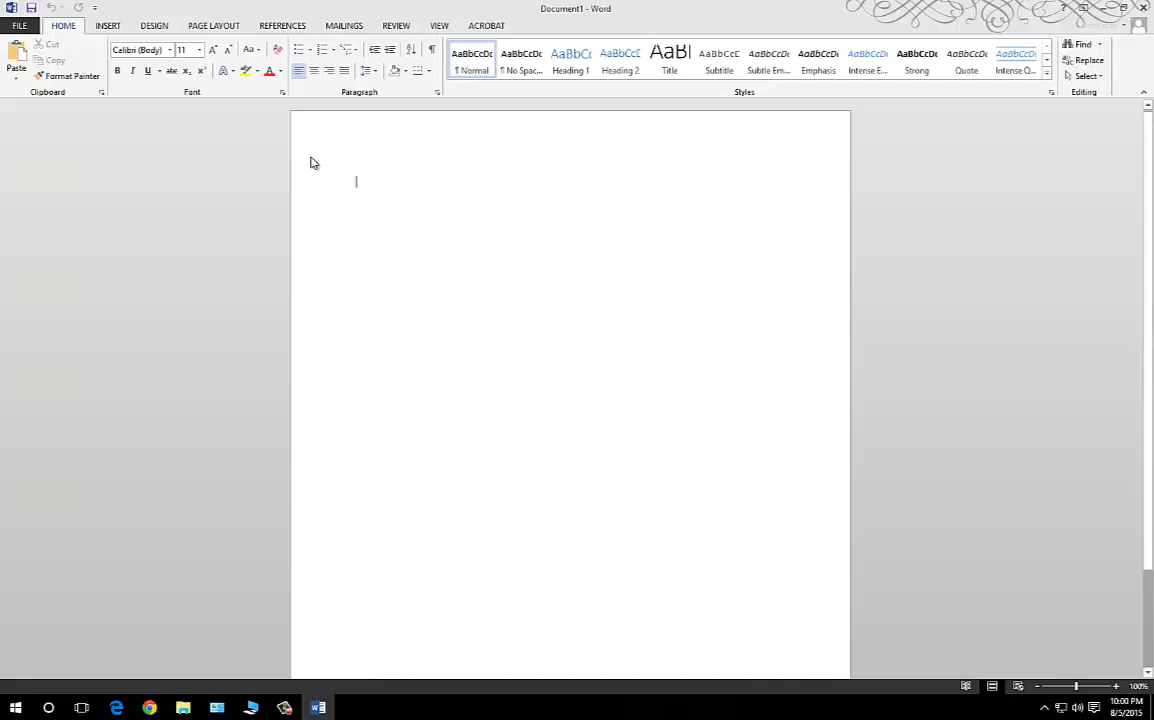 Document1 - Word
FILE HOME INSERT DESIGN PAGE LAYOUT REFERENCES MAILINGS REVIEW VIEW ACROBAT
Paste
Cut
Copy
Format Painter
Clipboard
Calibri (Body) 11
Font
Paragraph
AaBbCcDc AaBbCcDc AaBbCc AaBbCcC AaBl AaBbCcC AaBbCcDc AaBbCcDc AaBbCcDc AaBbCcDc AaBbCcDc AaBbCcDc
¶ Normal ¶ No Spac... Heading 1 Heading 2 Title Subtitle Subtle Em... Emphasis Intense E... Strong Quote Intense Q...
Styles
Find
Replace
Select
Editing
100%
10:00 PM
8/5/2015